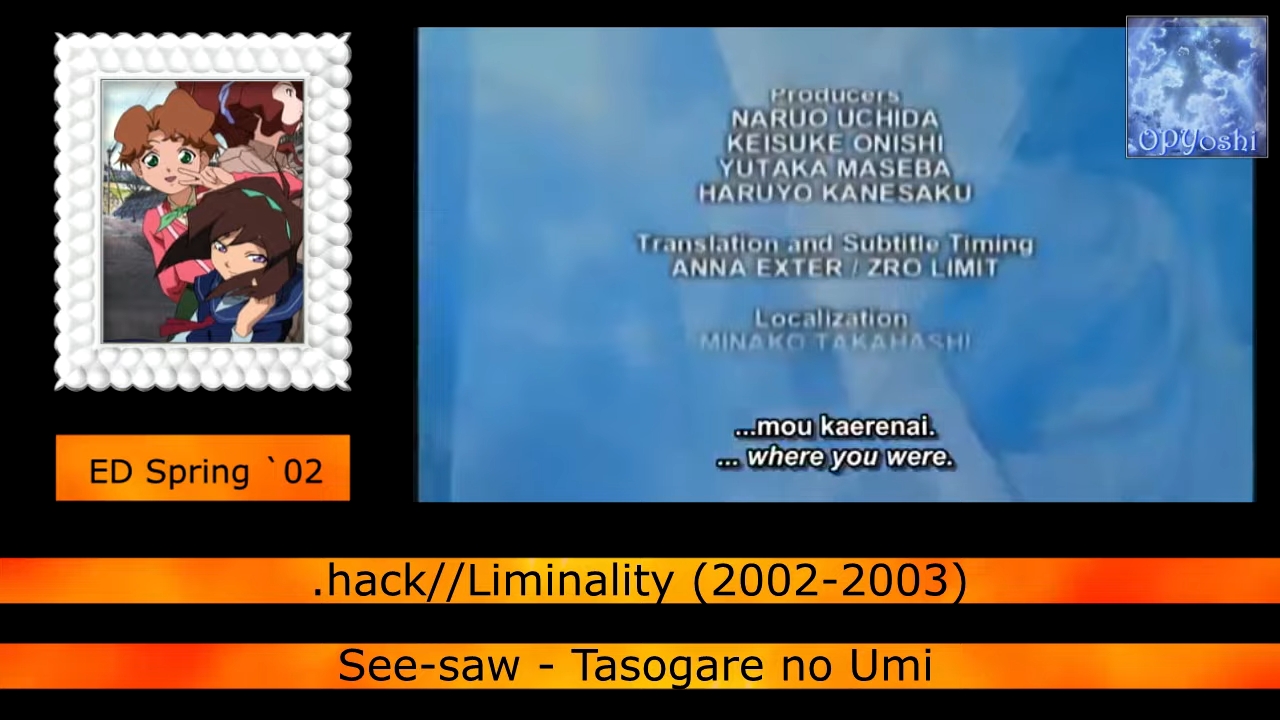 Producers
NARUO UCHIDA
KEISUKE ONISHI
YUTAKA MASEBA
HARUYO KANESAKU
Translation and Subtitle Timing
ANNA EXTER / ZRO LIMIT
Localization
MINAKO TAKAHASHI
...mou kaerenai.
... where you were.
OPYoshi
ED Spring `02
.hack//Liminality (2002-2003)
See-saw - Tasogare no Umi